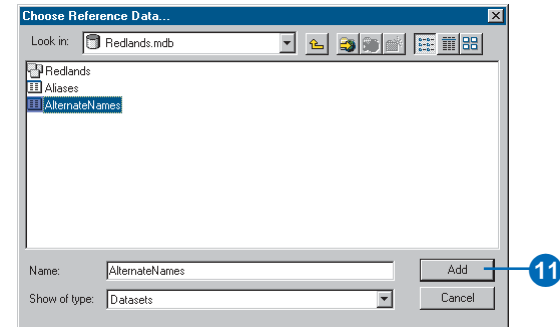 Choose Reference Data...
Look in: Redlands.mdb
Redlands
Aliases
AlternateNames
Name: AlternateNames Add 11
Show of type: Datasets Cancel